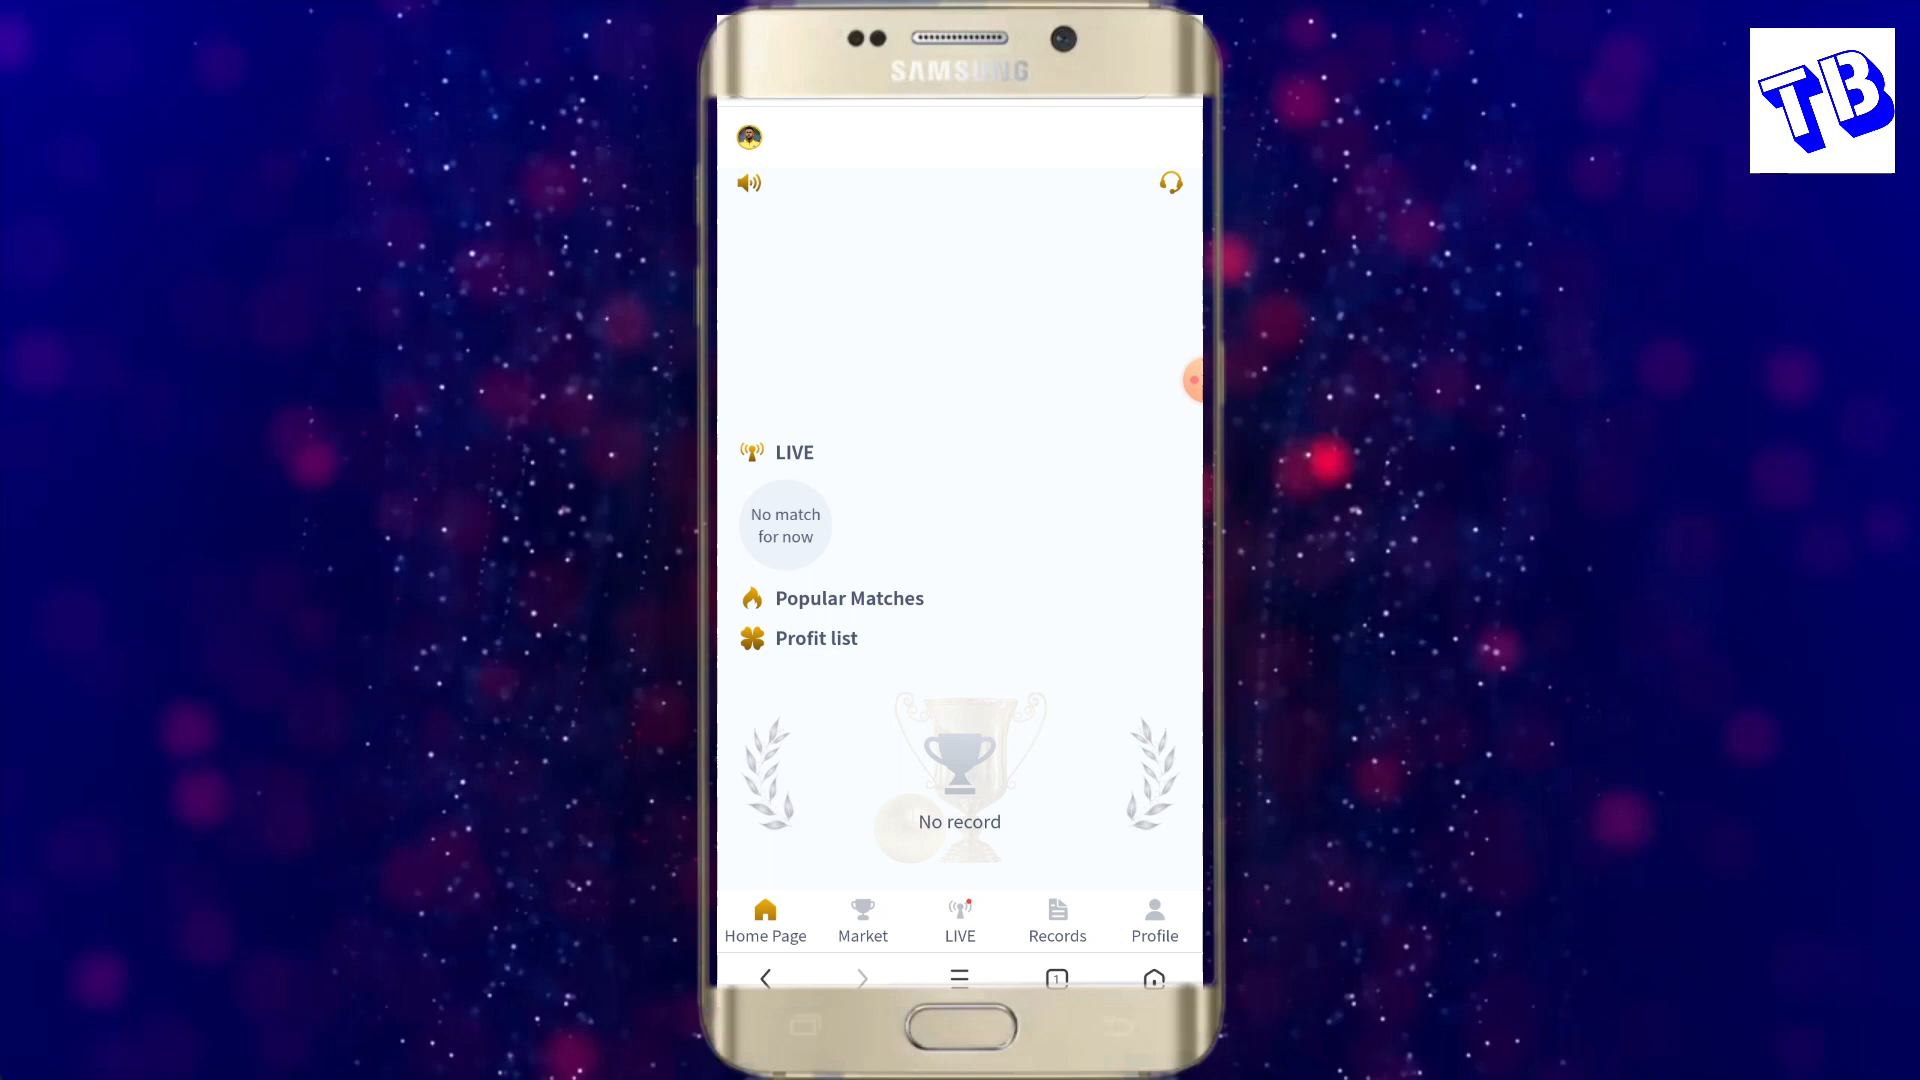 SAMSUNG
TB
LIVE
No match
for now
Popular Matches
Profit list
No record
Home Page
Market
LIVE
Records
Profile
1